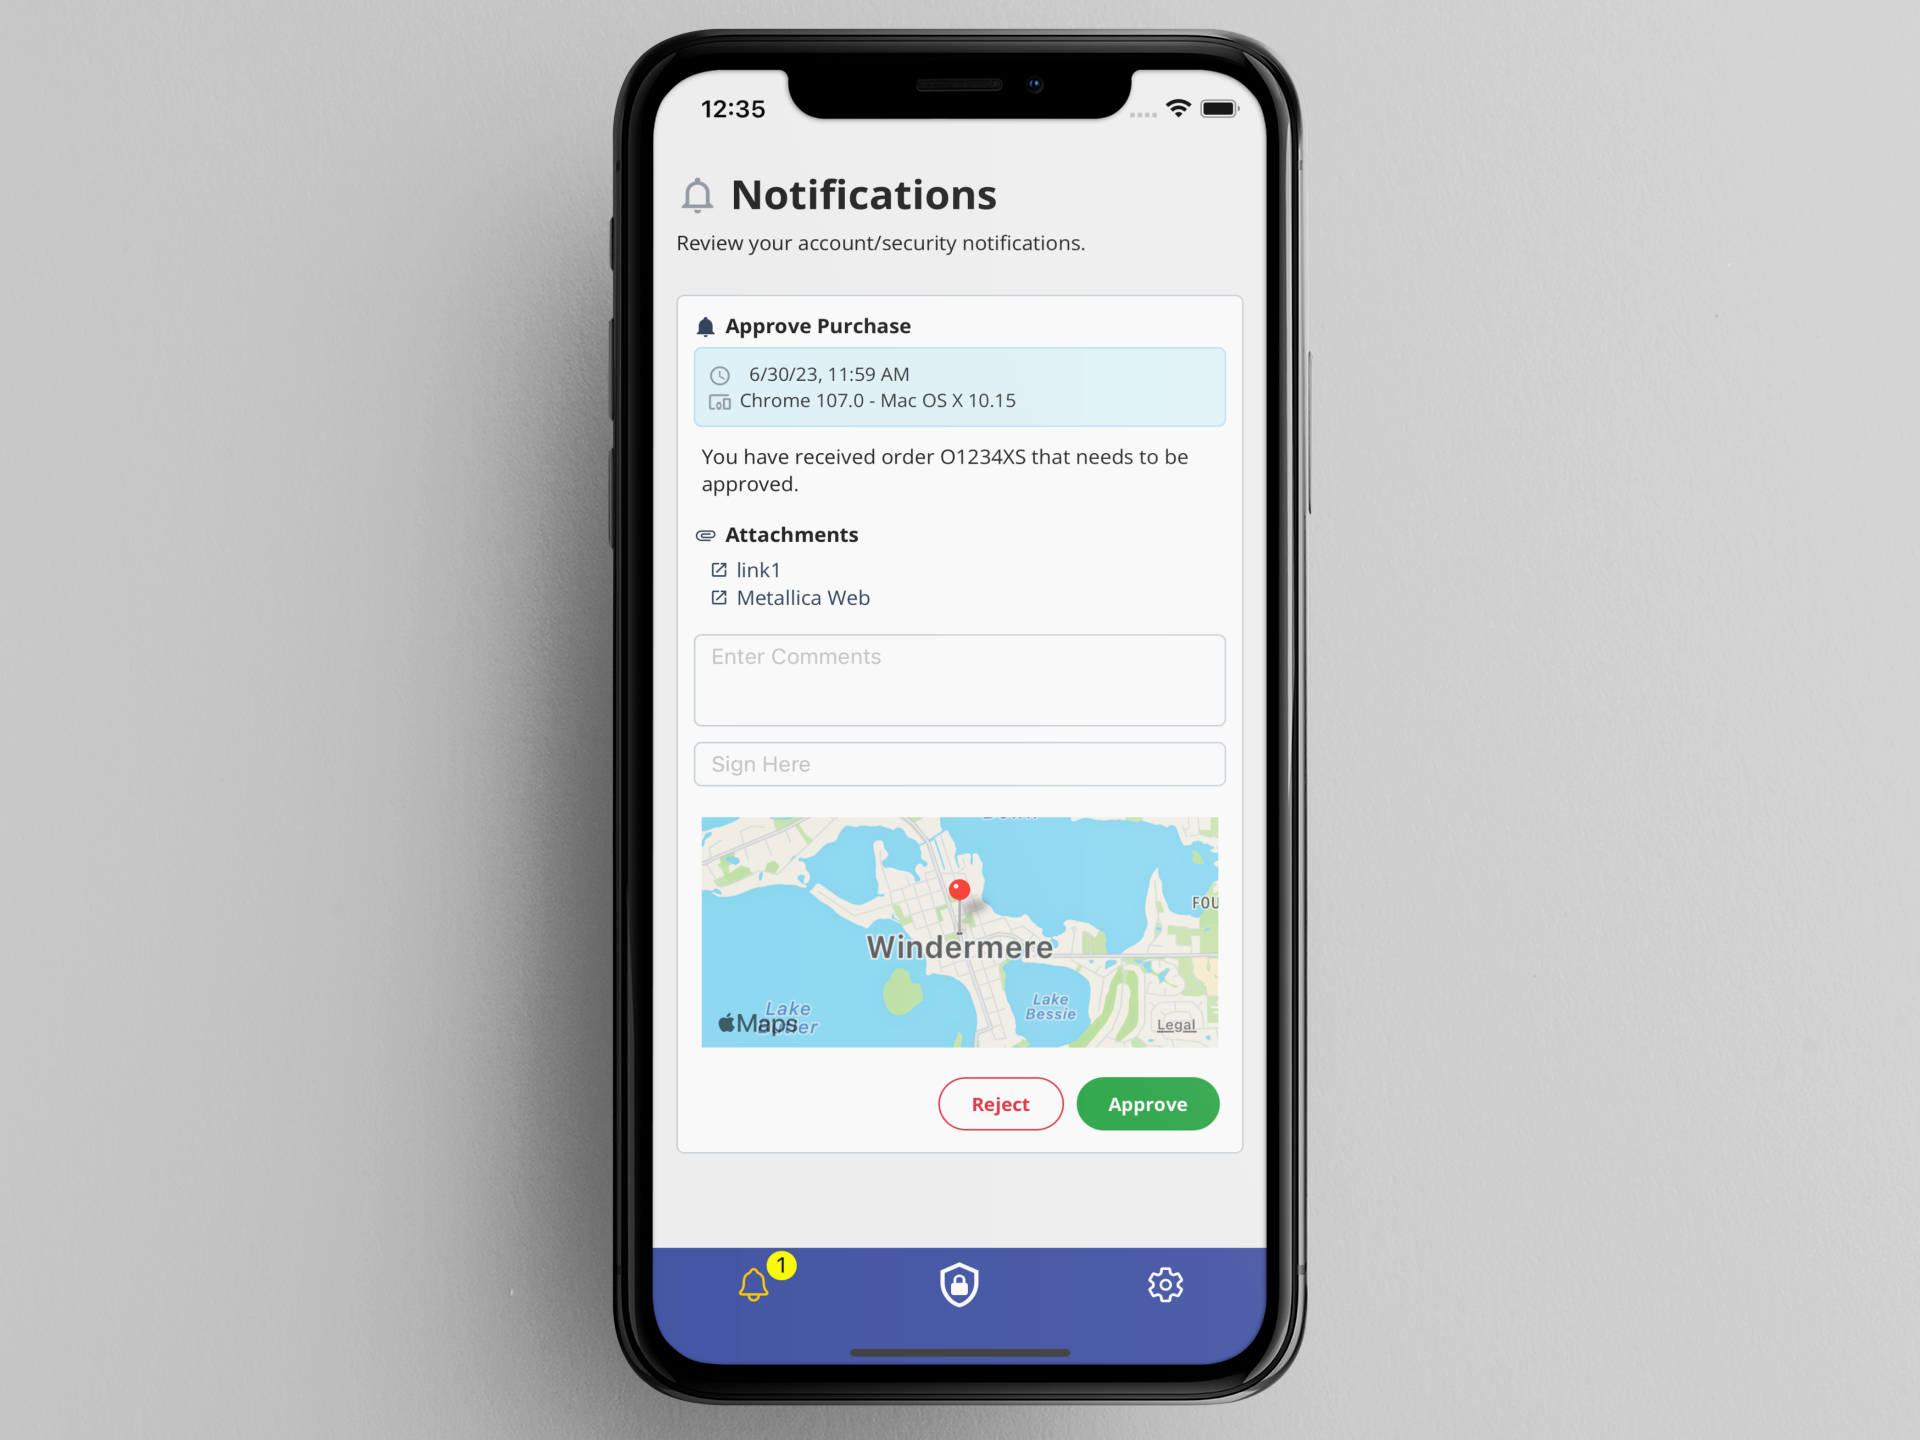 12:35
Notifications
Review your account/security notifications.
Approve Purchase
6/30/23, 11:59 AM
Chrome 107.0 - Mac OS X 10.15
You have received order O1234XS that needs to be
approved.
Attachments
link1
Metallica Web
Enter Comments
Sign Here
FOU
Windermere
Lake
Bessie
Lake
Maps
Legal
Reject
Approve
1